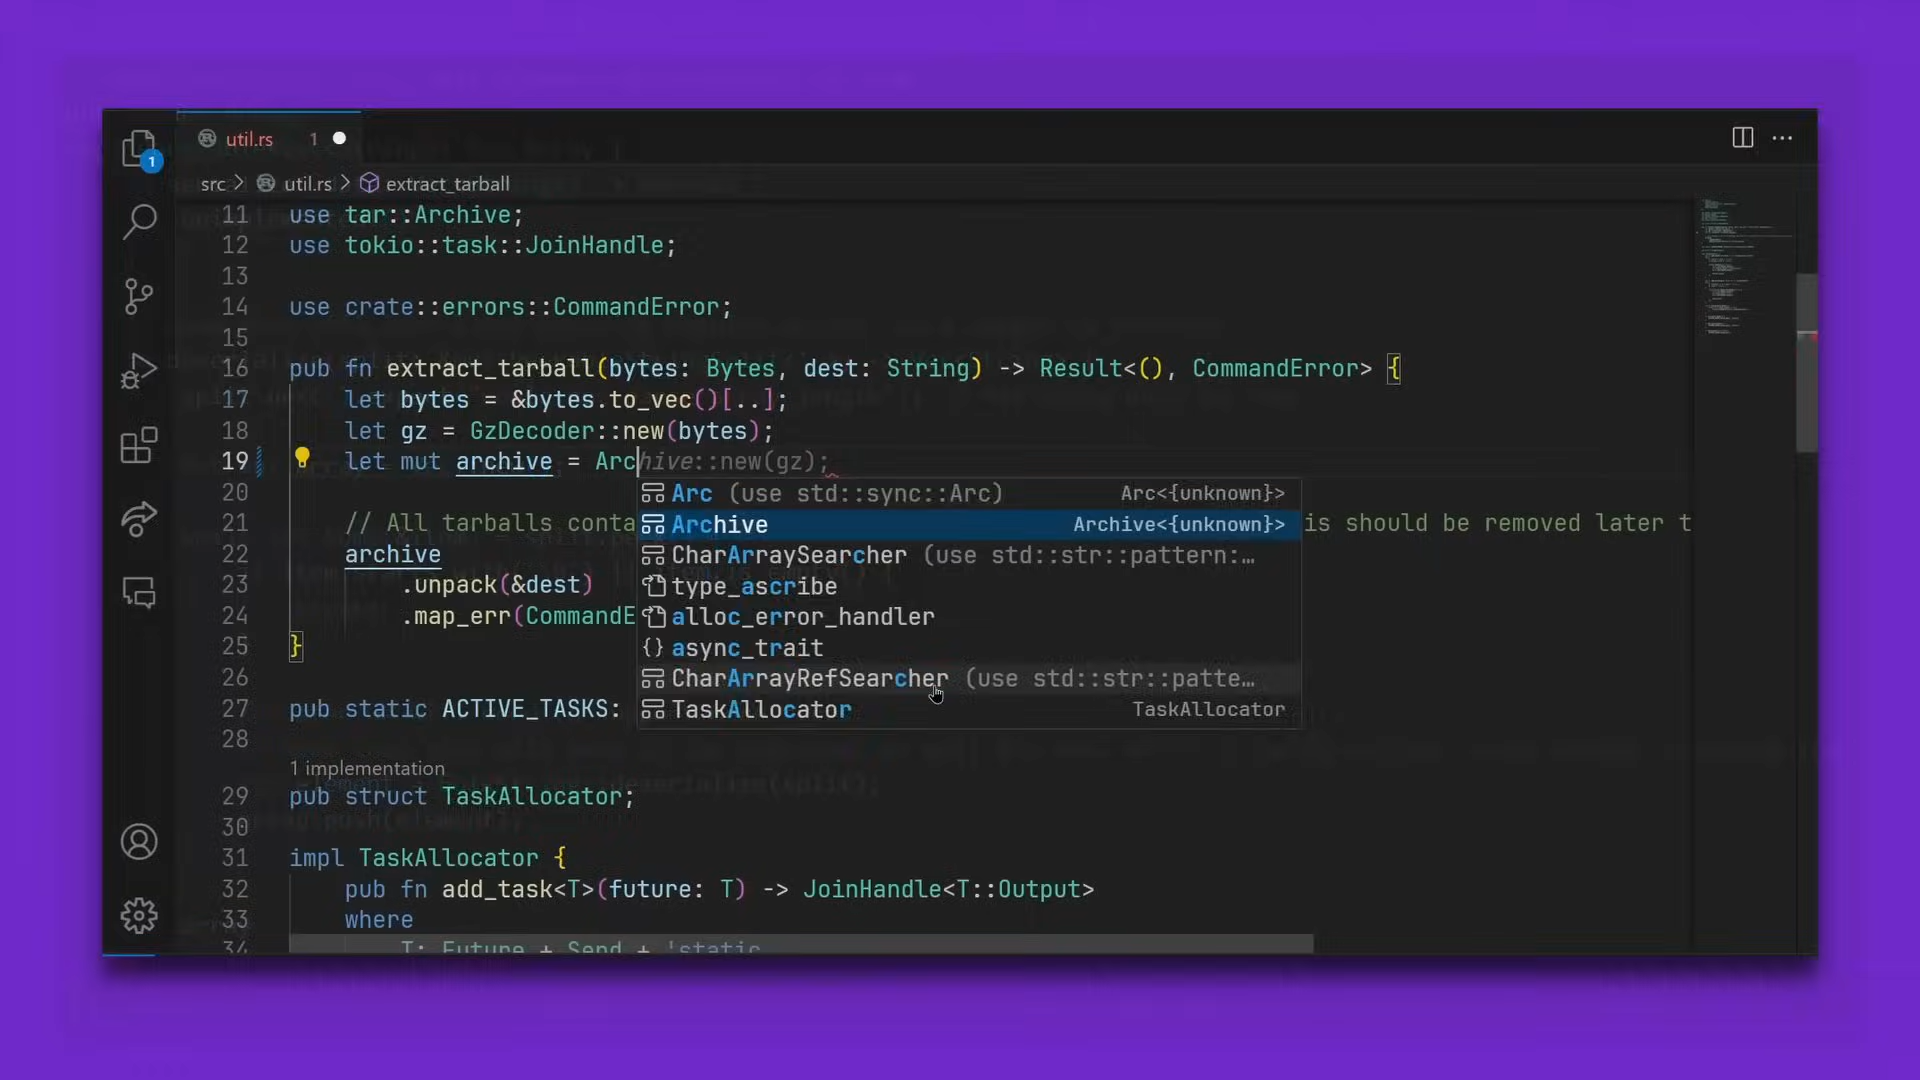 1
util.rs 1
src > util.rs > extract_tarball
11 use tar::Archive;
12 use tokio::task::JoinHandle;
13
14 use crate::errors::CommandError;
15
16 pub fn extract_tarball(bytes: Bytes, dest: String) -> Result<(), CommandError> {
17 let bytes = &bytes.to_vec()[..];
18 let gz = GzDecoder::new(bytes);
19 let mut archive = Archive::new(gz);
20
Arc (use std::sync::Arc) Arc<{unknown}>
21 // All tarballs conta is should be removed later t
Archive Archive<{unknown}>
22 archive
CharArraySearcher (use std::str::pattern:…
23 .unpack(&dest)
type_ascribe
24 .map_err(CommandE
alloc_error_handler
25 }
async_trait
26
CharArrayRefSearcher (use std::str::patte…
27 pub static ACTIVE_TASKS:
TaskAllocator TaskAllocator
28
1 implementation
29 pub struct TaskAllocator;
30
31 impl TaskAllocator {
32 pub fn add_task<T>(future: T) -> JoinHandle<T::Output>
33 where
34 T: Future + Send + 'static